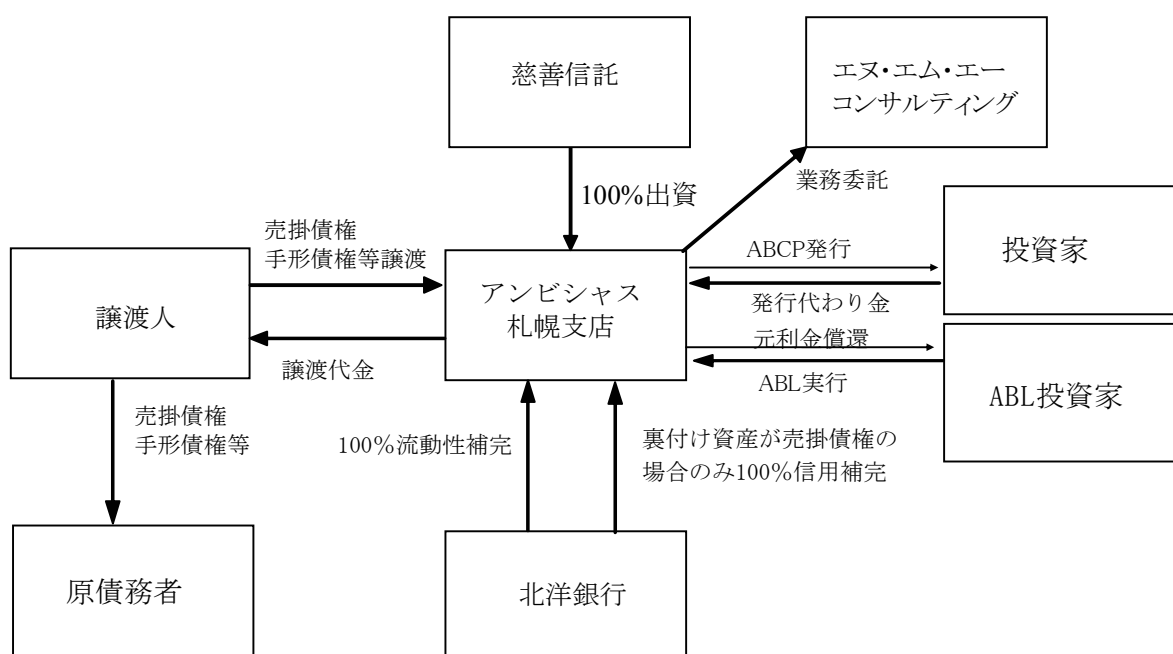 慈善信託
エヌ・エム・エー
コンサルティング
100%出資
業務委託
売掛債権
手形債権等譲渡
譲渡人
譲渡代金
アンビシャス
札幌支店
ABCP発行
発行代わり金
投資家
元利金償還
ABL実行
ABL投資家
売掛債権
手形債権等
100%流動性補完
裏付け資産が売掛債権の
場合のみ100%信用補完
原債務者
北洋銀行